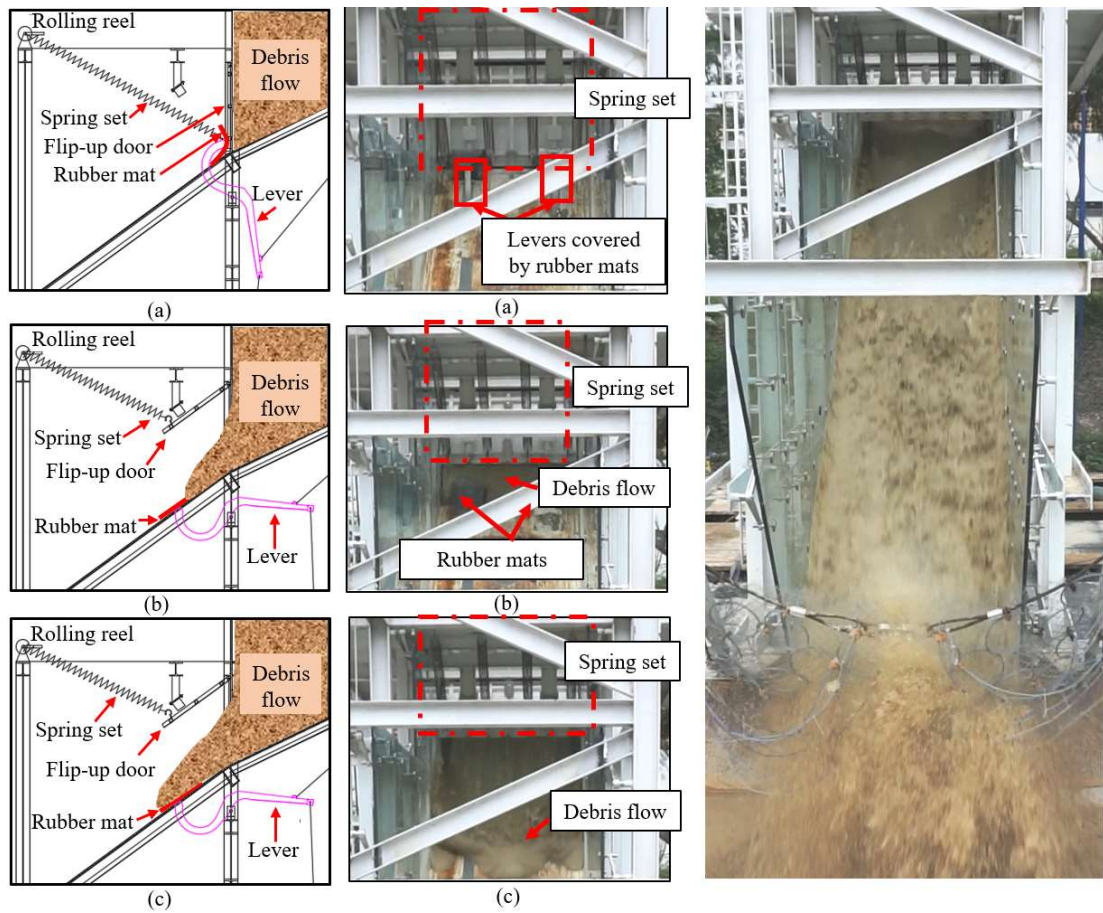 Rolling reel
Debris
flow
Spring set
Flip-up door
Rubber mat
Lever
(a)
Rolling reel
Debris
flow
Spring set
Flip-up door
Rubber mat
Lever
(b)
Rolling reel
Debris
flow
Spring set
Flip-up door
Rubber mat
Lever
(c)
Spring set
Levers covered
by rubber mats
(a)
Spring set
Debris flow
Rubber mats
(b)
Spring set
Debris flow
(c)